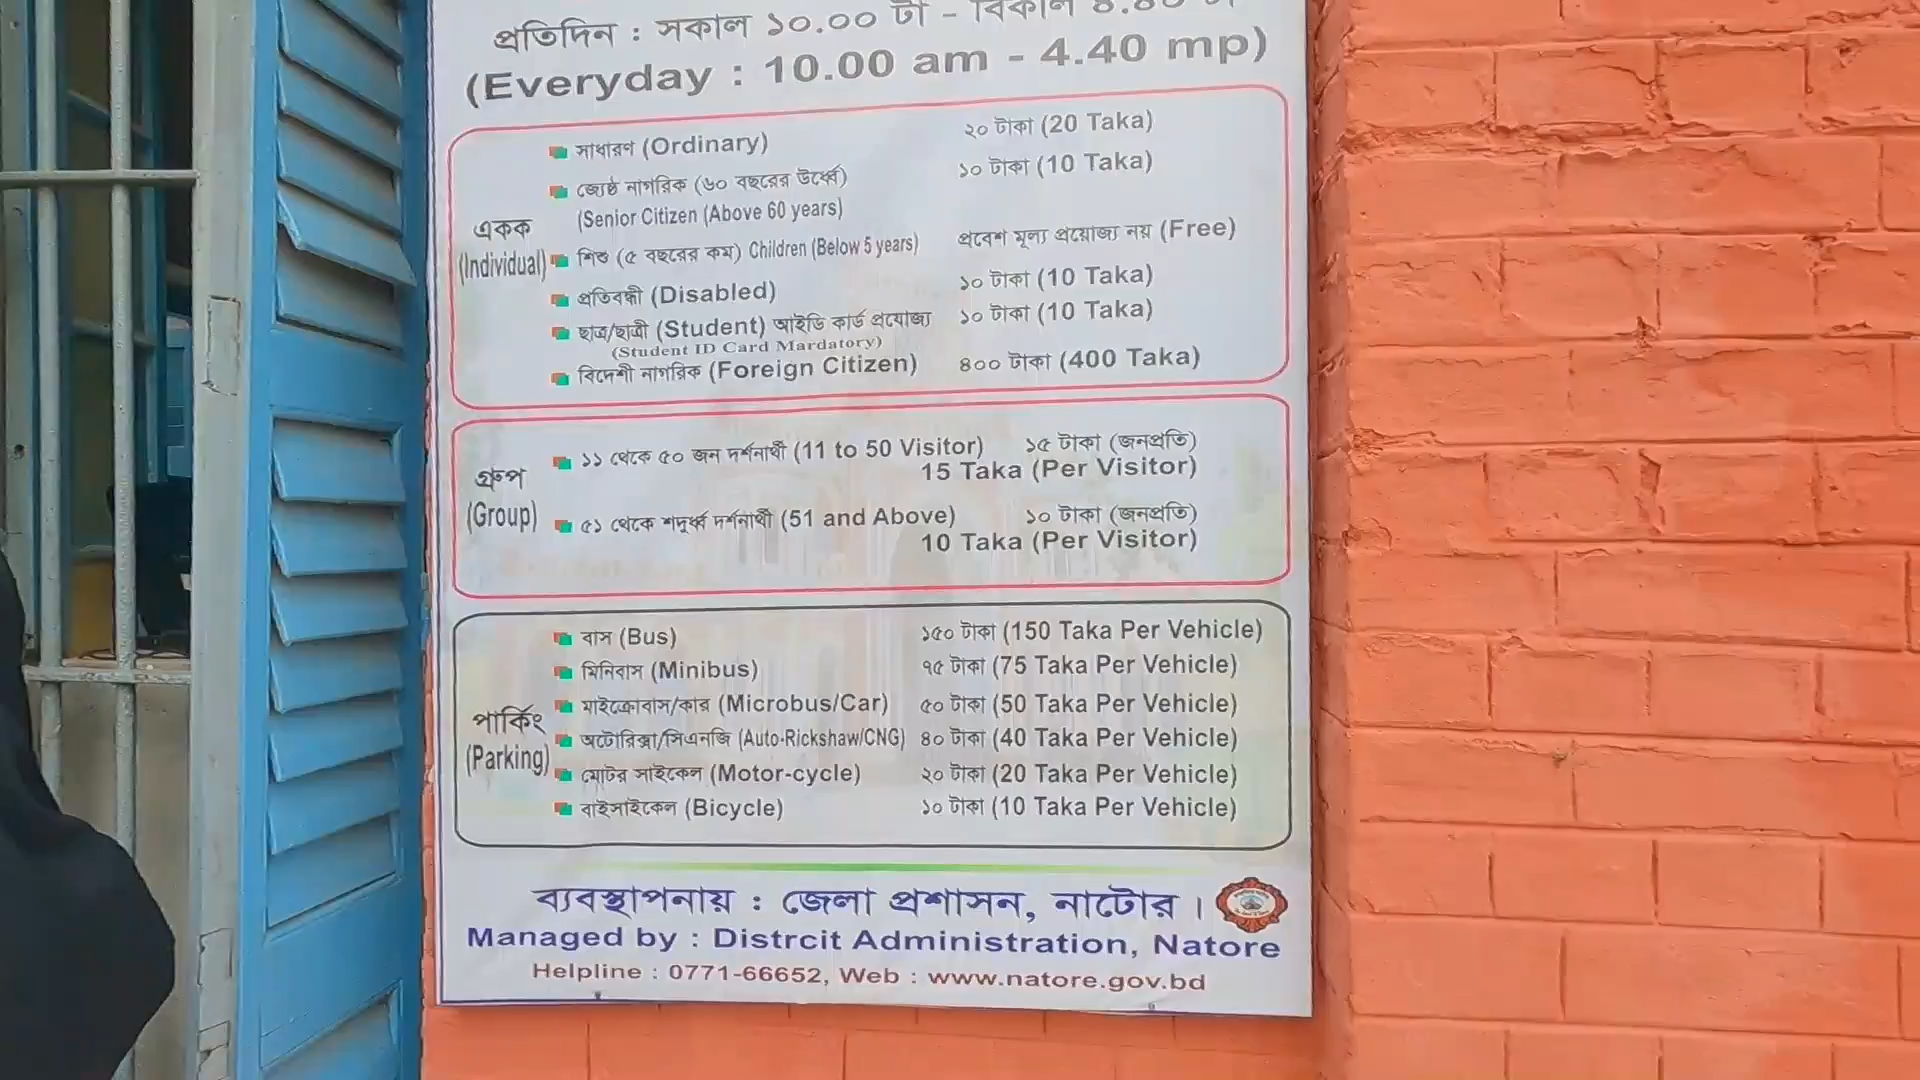 প্রতিদিন : সকাল ১০.০০ টা - বিকাল ৪.৪০ টা
(Everyday : 10.00 am - 4.40 mp)
একক
(Individual)
সাধারণ (Ordinary) ২০ টাকা (20 Taka)
জ্যেষ্ঠ নাগরিক (৬০ বছরের উর্ধ্বে) ১০ টাকা (10 Taka)
(Senior Citizen (Above 60 years)
শিশু (৫ বছরের কম) Children (Below 5 years) প্রবেশ মূল্য প্রয়োজ্য নয় (Free)
প্রতিবন্ধী (Disabled) ১০ টাকা (10 Taka)
ছাত্র/ছাত্রী (Student) আইডি কার্ড প্রযোজ্য ১০ টাকা (10 Taka)
(Student ID Card Mardatory)
বিদেশী নাগরিক (Foreign Citizen) ৪০০ টাকা (400 Taka)
গ্রুপ
(Group)
১১ থেকে ৫০ জন দর্শনার্থী (11 to 50 Visitor) ১৫ টাকা (জনপ্রতি)
15 Taka (Per Visitor)
৫১ থেকে শদূর্ধ্ব দর্শনার্থী (51 and Above) ১০ টাকা (জনপ্রতি)
10 Taka (Per Visitor)
পার্কিং
(Parking)
বাস (Bus) ১৫০ টাকা (150 Taka Per Vehicle)
মিনিবাস (Minibus) ৭৫ টাকা (75 Taka Per Vehicle)
মাইক্রোবাস/কার (Microbus/Car) ৫০ টাকা (50 Taka Per Vehicle)
অটোরিক্সা/সিএনজি (Auto-Rickshaw/CNG) ৪০ টাকা (40 Taka Per Vehicle)
মোটর সাইকেল (Motor-cycle) ২০ টাকা (20 Taka Per Vehicle)
বাইসাইকেল (Bicycle) ১০ টাকা (10 Taka Per Vehicle)
ব্যবস্থাপনায় : জেলা প্রশাসন, নাটোর ।
Managed by : Distrcit Administration, Natore
Helpline : 0771-66652, Web : www.natore.gov.bd